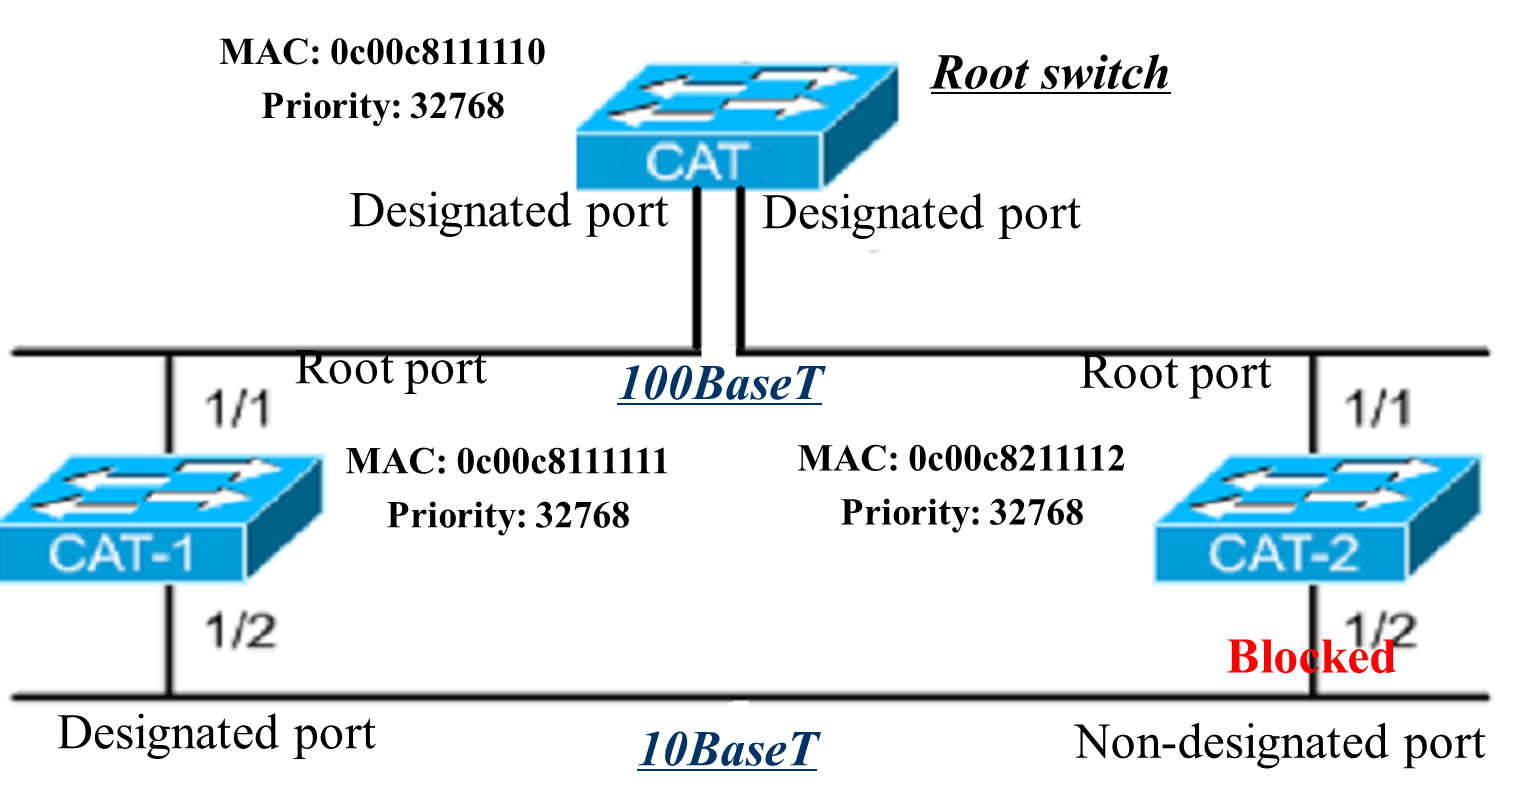 MAC: 0c00c8111110
Priority: 32768
Root switch
CAT
Designated port
Designated port
Root port
100BaseT
Root port
1/1
1/1
MAC: 0c00c8111111
Priority: 32768
MAC: 0c00c8211112
Priority: 32768
CAT-1
CAT-2
1/2
1/2
Blocked
Designated port
10BaseT
Non-designated port